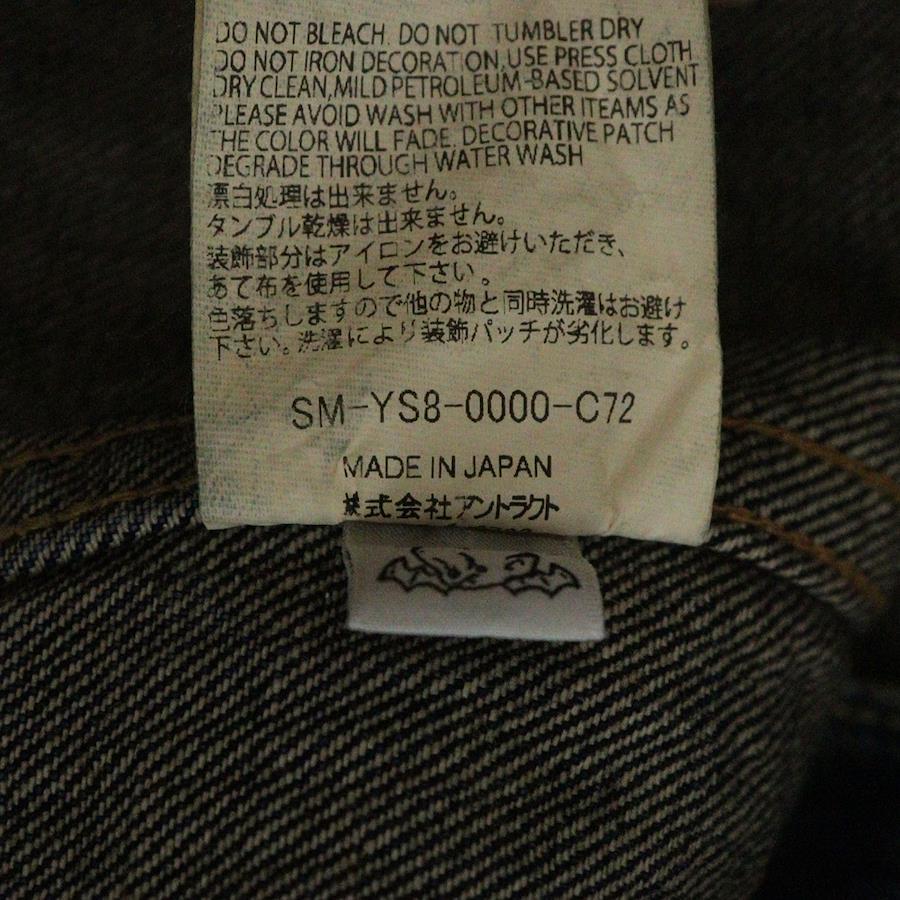 DO NOT BLEACH. DO NOT TUMBLER DRY
DO NOT IRON DECORATION,USE PRESS CLOTH
DRY CLEAN,MILD PETROLEUM-BASED SOLVENT
PLEASE AVOID WASH WITH OTHER ITEAMS AS
THE COLOR WILL FADE. DECORATIVE PATCH
DEGRADE THROUGH WATER WASH
漂白処理は出来ません。
タンブル乾燥は出来ません。
装飾部分はアイロンをお避けいただき、
あて布を使用して下さい。
色落ちしますので他の物と同時洗濯はお避け
下さい。洗濯により装飾パッチが劣化します。
SM-YS8-0000-C72
MADE IN JAPAN
株式会社アントラクト